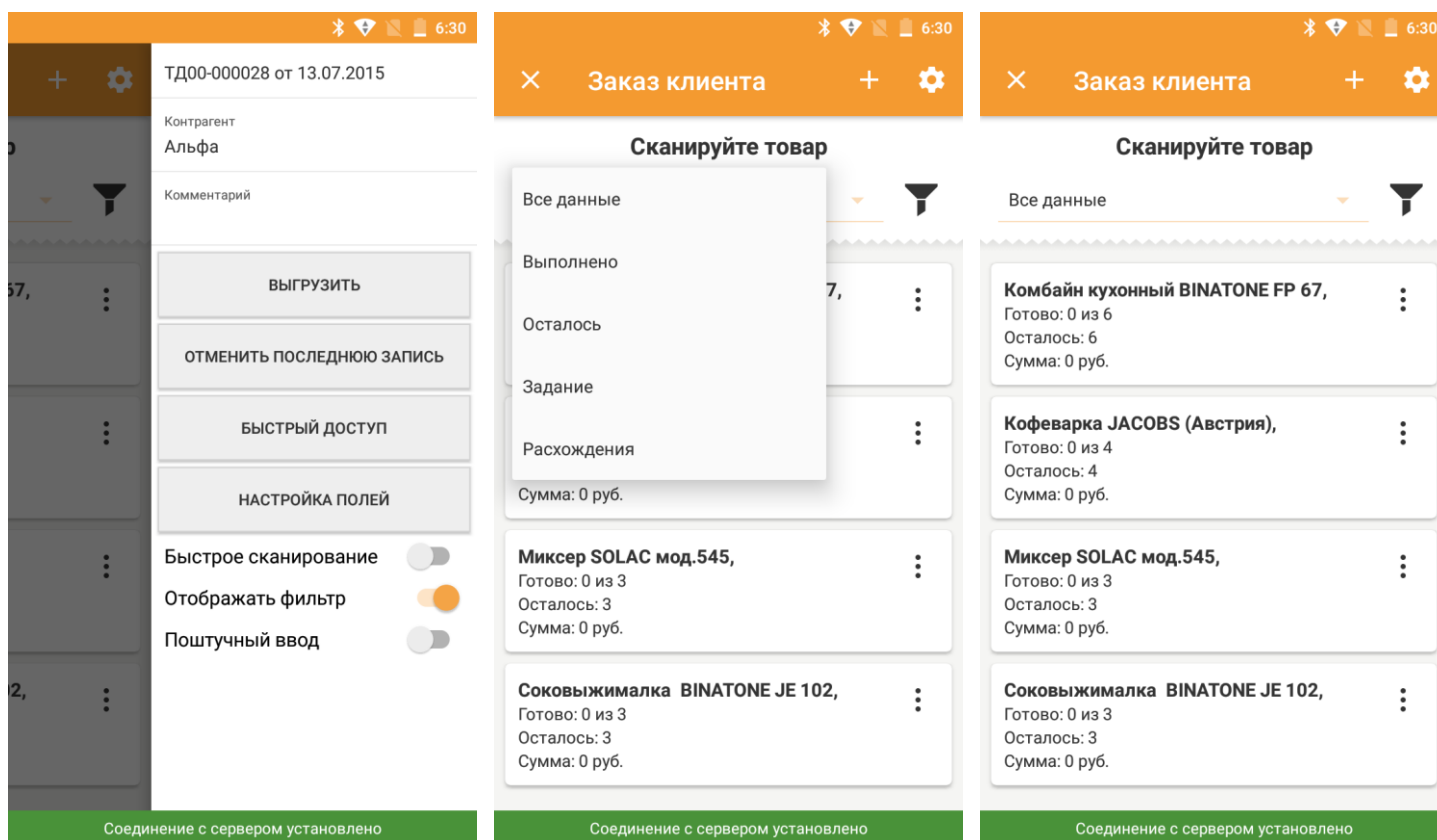 6:30
ТД00-000028 от 13.07.2015
Контрагент
Альфа
Комментарий
ВЫГРУЗИТЬ
67,
ОТМЕНИТЬ ПОСЛЕДНЮЮ ЗАПИСЬ
БЫСТРЫЙ ДОСТУП
НАСТРОЙКА ПОЛЕЙ
Быстрое сканирование
Отображать фильтр
Поштучный ввод
02,
Соединение с сервером установлено
6:30
Заказ клиента
Сканируйте товар
Все данные
Выполнено
7,
Осталось
Задание
Расхождения
Сумма: 0 руб.
Миксер SOLAC мод.545,
Готово: 0 из 3
Осталось: 3
Сумма: 0 руб.
Соковыжималка BINATONE JE 102,
Готово: 0 из 3
Осталось: 3
Сумма: 0 руб.
Соединение с сервером установлено
6:30
Заказ клиента
Сканируйте товар
Все данные
Комбайн кухонный BINATONE FP 67,
Готово: 0 из 6
Осталось: 6
Сумма: 0 руб.
Кофеварка JACOBS (Австрия),
Готово: 0 из 4
Осталось: 4
Сумма: 0 руб.
Миксер SOLAC мод.545,
Готово: 0 из 3
Осталось: 3
Сумма: 0 руб.
Соковыжималка BINATONE JE 102,
Готово: 0 из 3
Осталось: 3
Сумма: 0 руб.
Соединение с сервером установлено